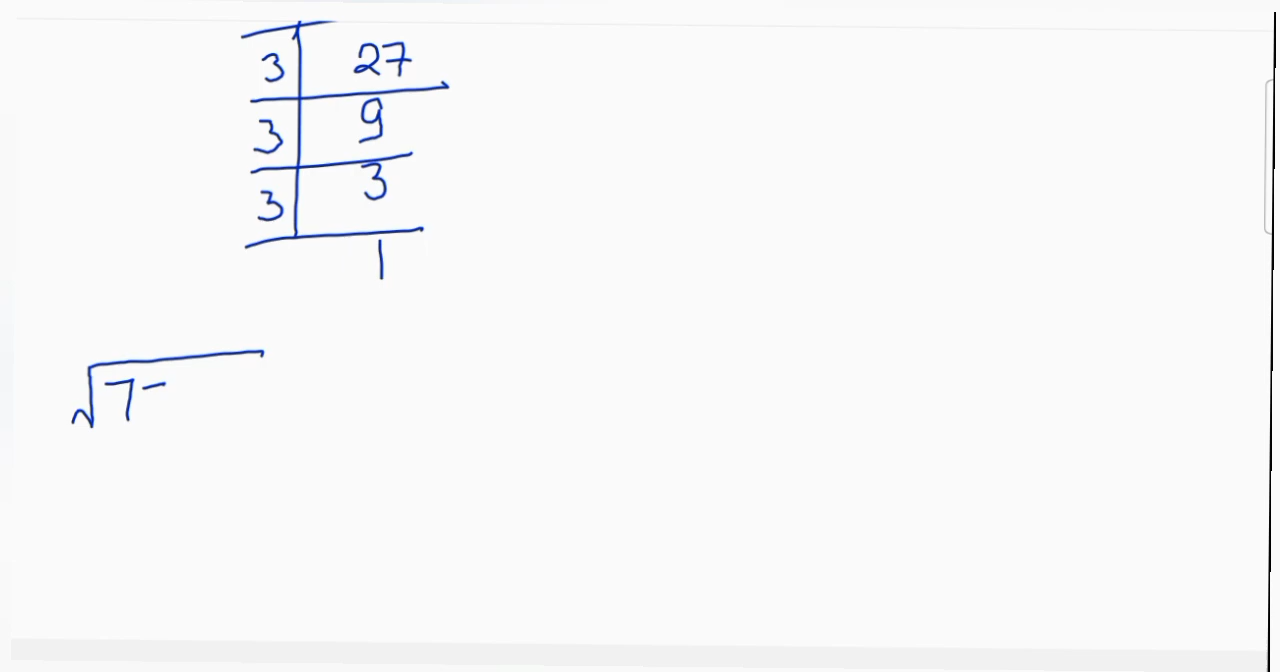 3 | 27
3 | 9
3 | 3
1
√7-